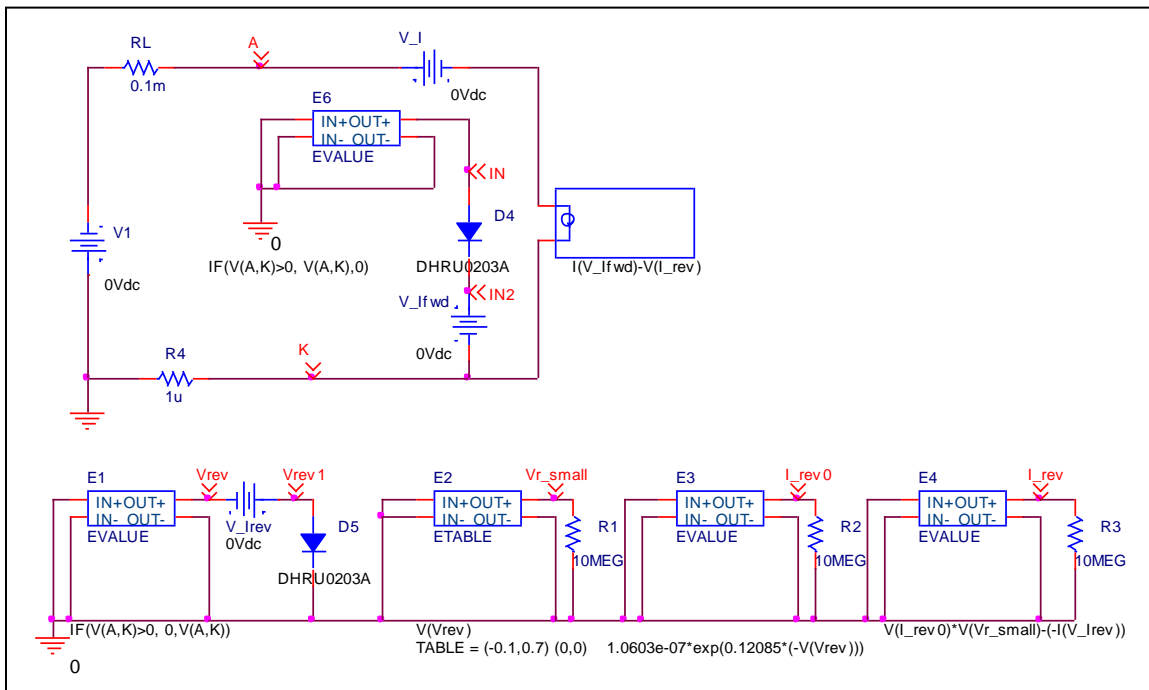 A
V_I
RL
0.1m
0Vdc
E6
IN+OUT+
IN- OUT-
EVALUE
IN
D4
V1
0
IF(V(A,K)>0, V(A,K),0)
DHRU0203A
I(V_Ifwd)-V(I_rev)
0Vdc
IN2
V_Ifwd
0Vdc
K
R4
1u
E1
Vrev
Vrev1
E2
Vr_small
E3
I_rev0
E4
I_rev
IN+OUT+
IN- OUT-
EVALUE
V_Irev
0Vdc
D5
DHRU0203A
IN+OUT+
IN- OUT-
ETABLE
R1
10MEG
IN+OUT+
IN- OUT-
EVALUE
R2
10MEG
IN+OUT+
IN- OUT-
EVALUE
R3
10MEG
IF(V(A,K)>0, 0,V(A,K))
V(Vrev)
V(I_rev0)*V(Vr_small)-(-I(V_Irev))
TABLE = (-0.1,0.7) (0,0)
1.0603e-07*exp(0.12085*(-V(Vrev)))
0